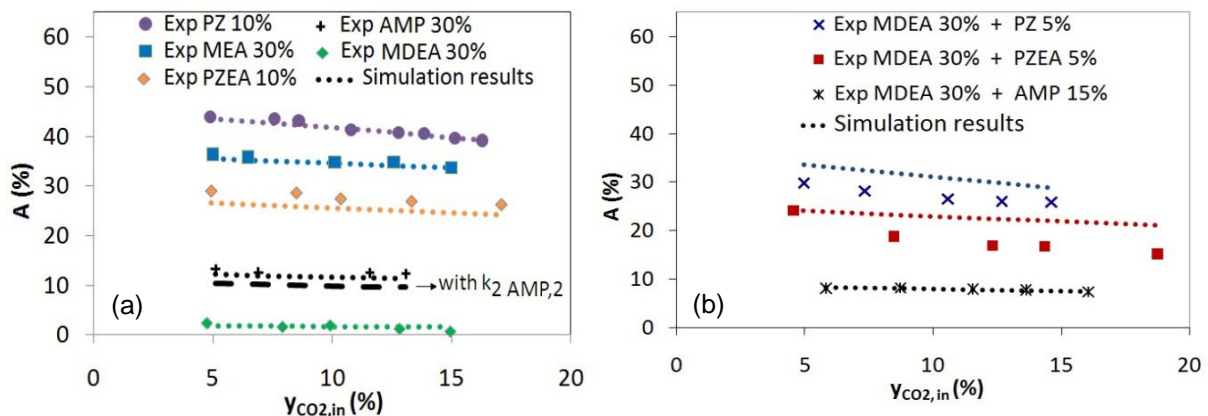 Exp PZ 10% Exp AMP 30%
Exp MEA 30% Exp MDEA 30%
Exp PZEA 10% Simulation results
A (%)
60
50
40
30
20
10
0
with k2 AMP,2
(a)
0 5 10 15 20
yCO2,in (%)
Exp MDEA 30% + PZ 5%
Exp MDEA 30% + PZEA 5%
Exp MDEA 30% + AMP 15%
Simulation results
A (%)
60
50
40
30
20
10
0
(b)
0 5 10 15 20
yCO2,in (%)